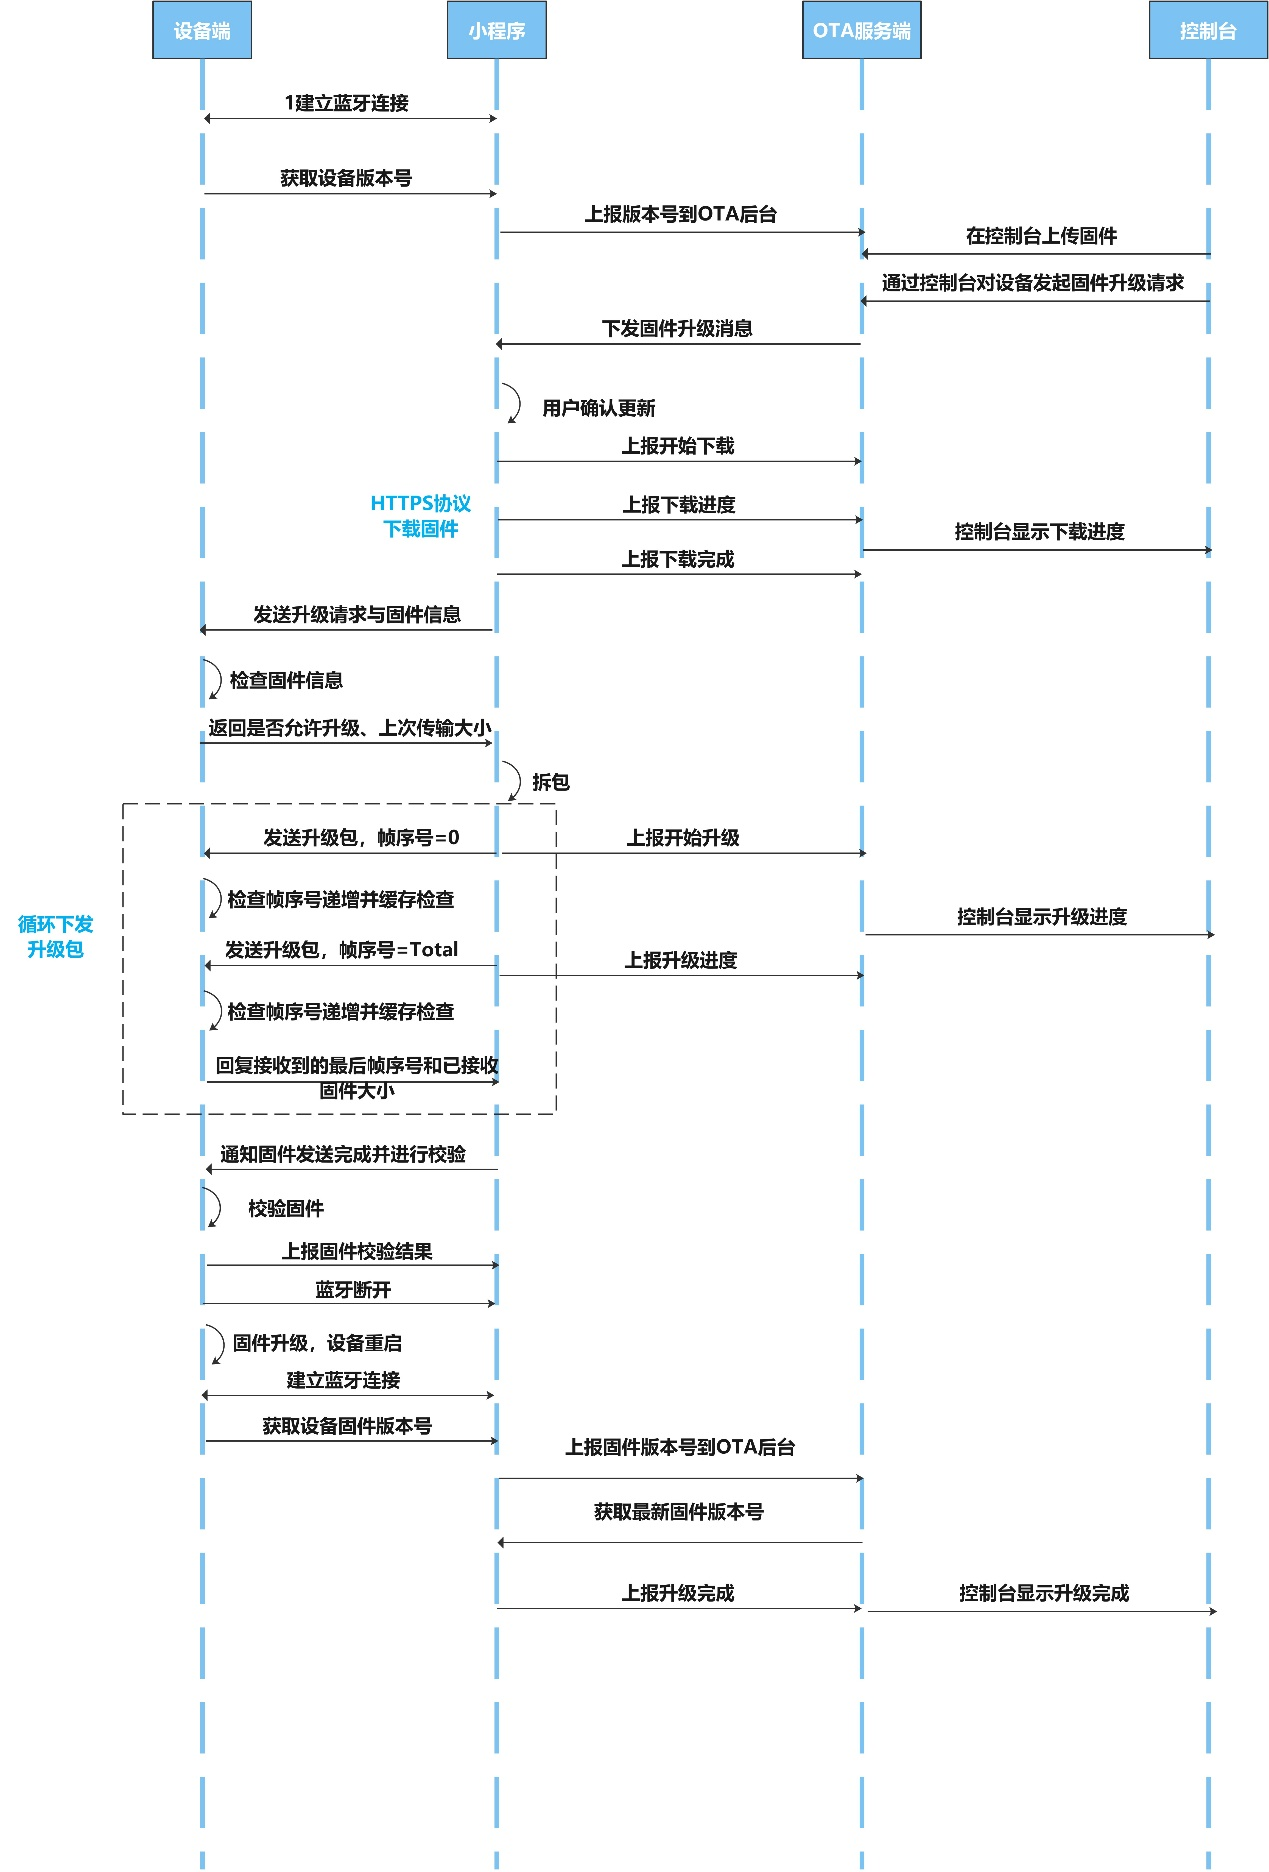 设备端
小程序
OTA服务端
控制台
1建立蓝牙连接
获取设备版本号
上报版本号到OTA后台
在控制台上传固件
通过控制台对设备发起固件升级请求
下发固件升级消息
用户确认更新
上报开始下载
HTTPS协议
下载固件
上报下载进度
控制台显示下载进度
上报下载完成
发送升级请求与固件信息
检查固件信息
返回是否允许升级、上次传输大小
拆包
发送升级包，帧序号=0
上报开始升级
检查帧序号递增并缓存检查
控制台显示升级进度
循环下发
升级包
发送升级包，帧序号=Total
上报升级进度
检查帧序号递增并缓存检查
回复接收到的最后帧序号和已接收
固件大小
通知固件发送完成并进行校验
校验固件
上报固件校验结果
蓝牙断开
固件升级，设备重启
建立蓝牙连接
获取设备固件版本号
上报固件版本号到OTA后台
获取最新固件版本号
上报升级完成
控制台显示升级完成